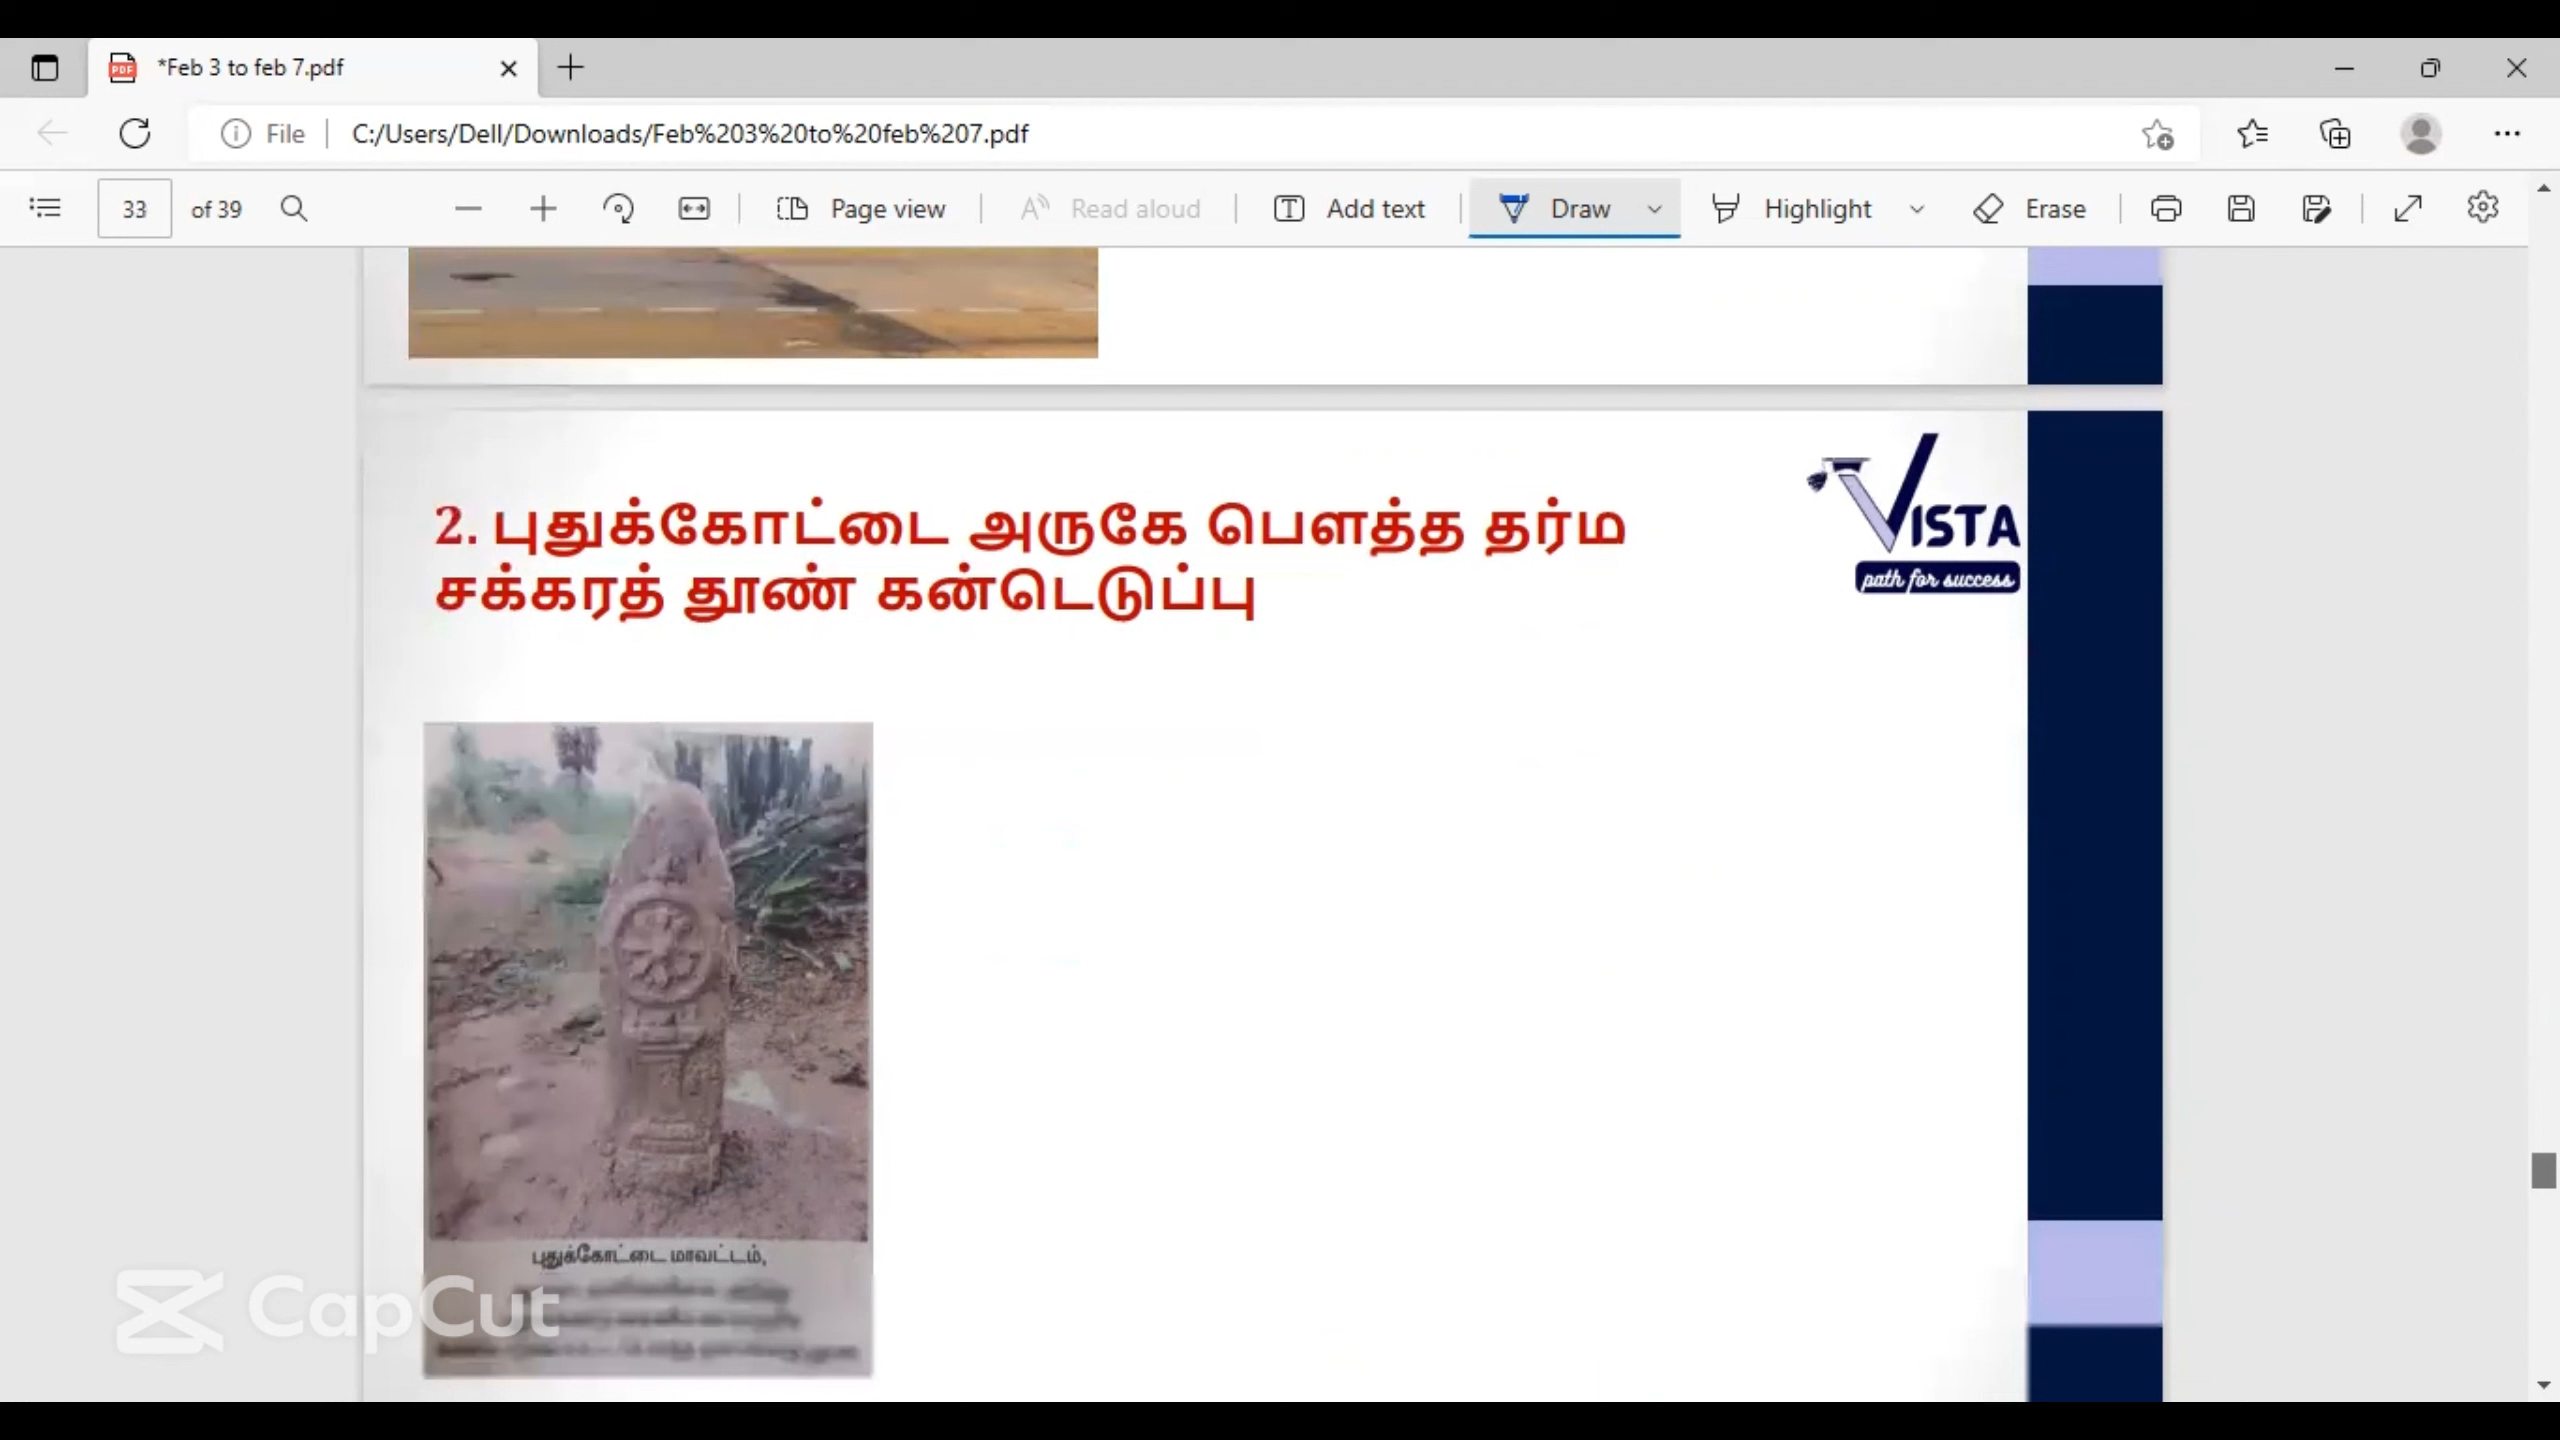 *Feb 3 to feb 7.pdf
File
C:/Users/Dell/Downloads/Feb%203%20to%20feb%207.pdf
33 of 39
Page view
Read aloud
Add text
Draw
Highlight
Erase
VISTA
path for success
2. புதுக்கோட்டை அருகே பௌத்த தர்ம
சக்கரத் தூண் கன்டெடுப்பு
புதுக்கோட்டை மாவட்டம்,
CapCut